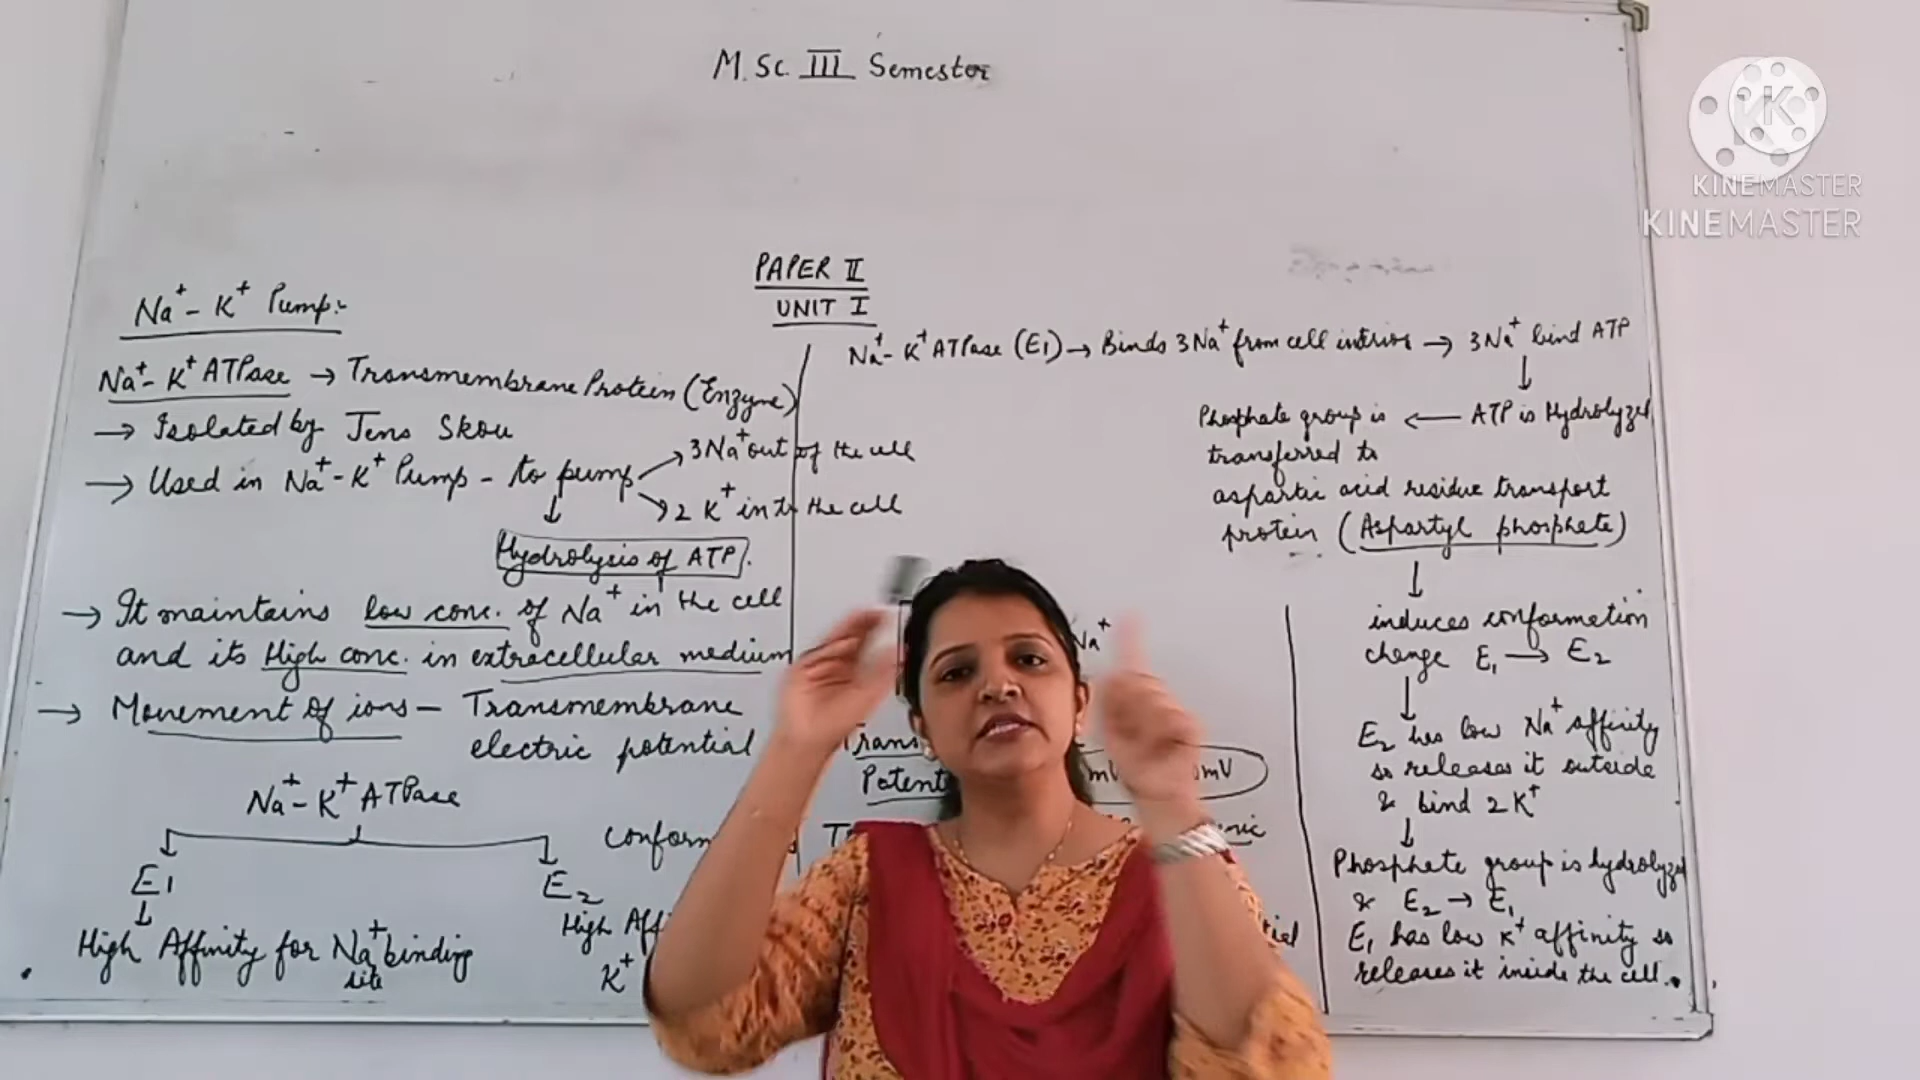 M.Sc. III Semester
KINEMASTER
KINEMASTER
PAPER II
UNIT I
Na+- K+ Pump:-
Na+- K+ ATPase → Transmembrane Protein (Enzyme)
→ Isolated by Jens Skou
→ Used in Na+- K+ Pump - to pump
3Na+ out of the cell
2 K+ into the cell
↓
Hydrolysis of ATP.
→ It maintains low conc. of Na+ in the cell
and its High conc. in extracellular medium
→ Movement of ions - Transmembrane
electric potential
Na+- K+ ATPase
E1
E2
↓
High Affinity for Na+ binding
site
High
K+
Na+
mV
mV
Na+- K+ ATPase (E1) → Binds 3Na+ from cell interior → 3Na+ bind ATP
↓
Phosphate group is ← ATP is Hydrolyzed
transferred to
aspartic acid residue transport
protein (Aspartyl phosphate)
↓
induces conformation
change E1 → E2
↓
E2 has low Na+ affinity
so releases it outside
& bind 2K+
↓
Phosphate group is hydrolyzed
& E2 → E1
E1 has low K+ affinity so
releases it inside the cell.